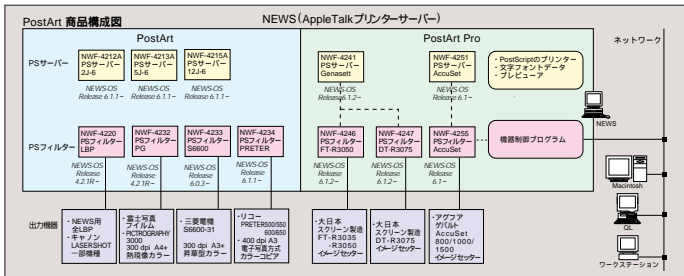 PostArt 商品構成図
NEWS(AppleTalkプリンターサーバー)
PostArt
PostArt Pro
ネットワーク
PSサーバー
NWF-4212A
PSサーバー
2J-6
NEWS-OS
Release 6.1.1~
NWF-4213A
PSサーバー
5J-6
NEWS-OS
Release 6.1.1~
NWF-4215A
PSサーバー
12J-6
NEWS-OS
Release 6.1.1~
NWF-4241
PSサーバー
Genasett
NEWS-OS
Release 6.1.2~
NWF-4251
PSサーバー
AccuSet
NEWS-OS
Release 6.1.1~
・PostScriptのプリンター
・文字フォントデータ
・プレビューア
NEWS
PSフィルター
NWF-4220
PSフィルター
LBP
NEWS-OS
Release
4.2.1R~
NWF-4232
PSフィルター
PG
NEWS-OS
Release
4.2.1R~
NWF-4233
PSフィルター
S6600
NEWS-OS
Release
6.0.3~
NWF-4234
PSフィルター
PRETER
NEWS-OS
Release
6.1.1~
NWF-4246
PSフィルター
FT-R3050
NEWS-OS
Release
6.1.2~
NWF-4247
PSフィルター
DT-R3075
NEWS-OS
Release
6.1.2~
NWF-4255
PSフィルター
AccuSet
NEWS-OS
Release
6.1.1~
機器制御プログラム
Macintosh
QL
ワークステーション
出力機器
・NEWS用
全LBP
・キャノン
LASERSHOT
一部機種
・富士写真
フイルム
・PICTROGRAPHY
3000
300 dpi A4+
熱現像カラー
・三菱電機
S6600-31
300 dpi A3+
昇華型カラー
・リコー
PRETER500/550
600/650
・400 dpi A3
電子写真方式
カラーコピア
・大日本
スクリーン製造
FT-R3035
-R3050
イメージセッター
・大日本
スクリーン製造
DT-R3075
イメージセッター
・アグファ
ゲバルト
AccuSet
800/1000/
1500
イメージセッター